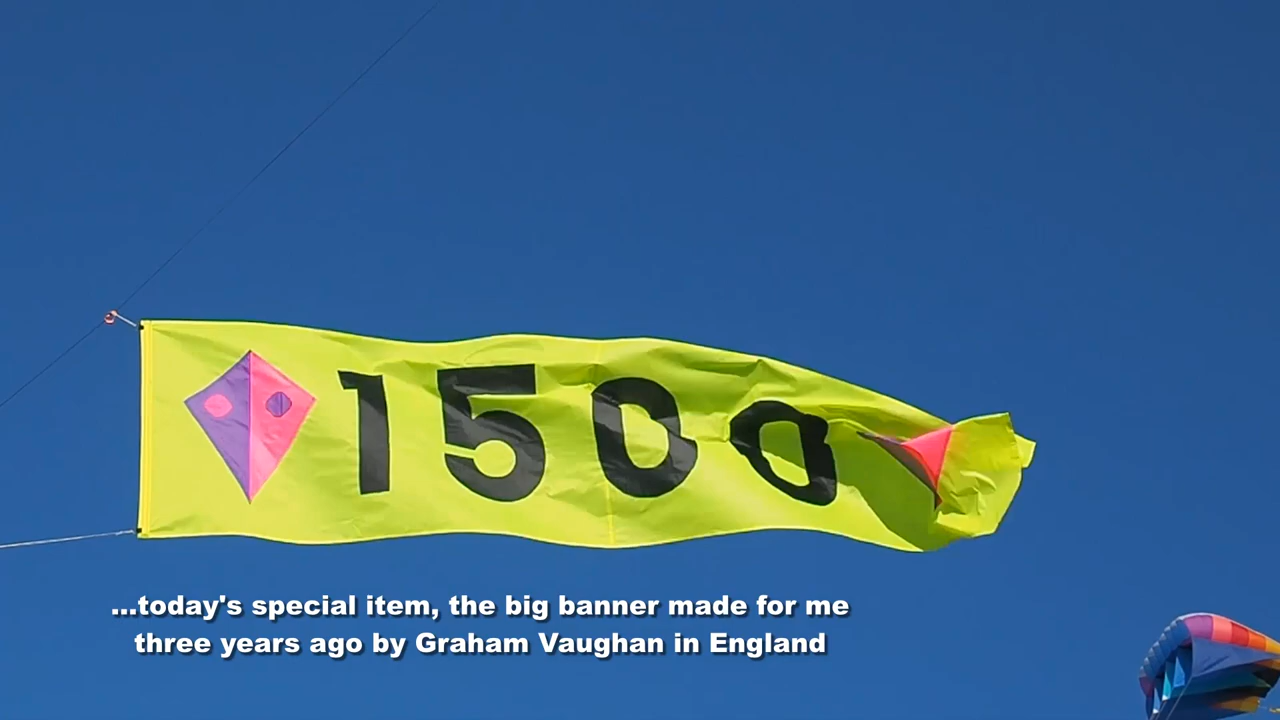 1500
...today's special item, the big banner made for me
three years ago by Graham Vaughan in England